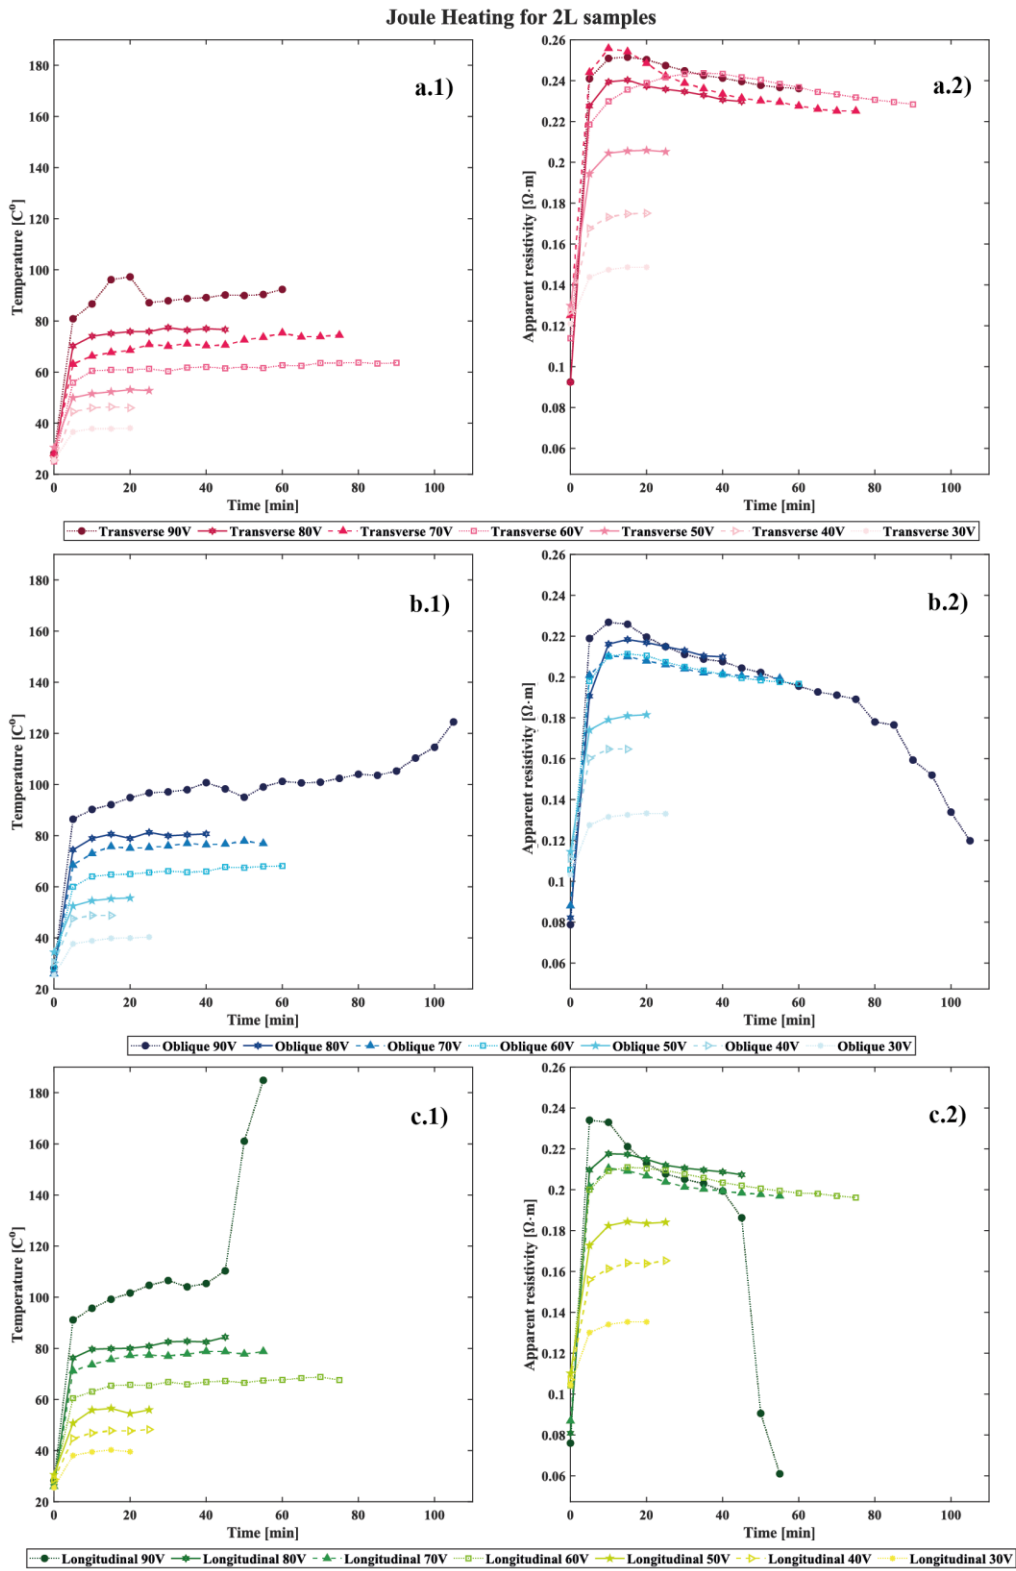 Joule Heating for 2L samples
a.1)
Temperature [C°]
180
160
140
120
100
80
60
40
20
0 20 40 60 80 100
Time [min]
a.2)
Apparent resistivity [Ω·m]
0.26
0.24
0.22
0.2
0.18
0.16
0.14
0.12
0.1
0.08
0.06
0 20 40 60 80 100
Time [min]
Transverse 90V Transverse 80V Transverse 70V Transverse 60V Transverse 50V Transverse 40V Transverse 30V
b.1)
Temperature [C°]
180
160
140
120
100
80
60
40
20
0 20 40 60 80 100
Time [min]
b.2)
Apparent resistivity [Ω·m]
0.26
0.24
0.22
0.2
0.18
0.16
0.14
0.12
0.1
0.08
0.06
0 20 40 60 80 100
Time [min]
Oblique 90V Oblique 80V Oblique 70V Oblique 60V Oblique 50V Oblique 40V Oblique 30V
c.1)
Temperature [C°]
180
160
140
120
100
80
60
40
20
0 20 40 60 80 100
Time [min]
c.2)
Apparent resistivity [Ω·m]
0.26
0.24
0.22
0.2
0.18
0.16
0.14
0.12
0.1
0.08
0.06
0 20 40 60 80 100
Time [min]
Longitudinal 90V Longitudinal 80V Longitudinal 70V Longitudinal 60V Longitudinal 50V Longitudinal 40V Longitudinal 30V